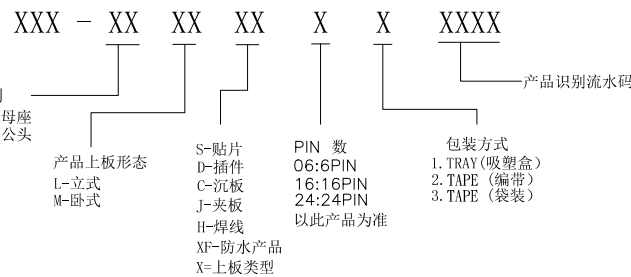 XXX - XX XX XX X X XXXX
产品识别流水码
母座
公头
产品上板形态
L-立式
M-卧式
S-贴片
D-插件
C-沉板
J-夹板
H-焊线
XF-防水产品
X=上板类型
PIN 数
06:6PIN
16:16PIN
24:24PIN
以此产品为准
包装方式
1.TRAY(吸塑盒)
2.TAPE (编带)
3.TAPE (袋装)